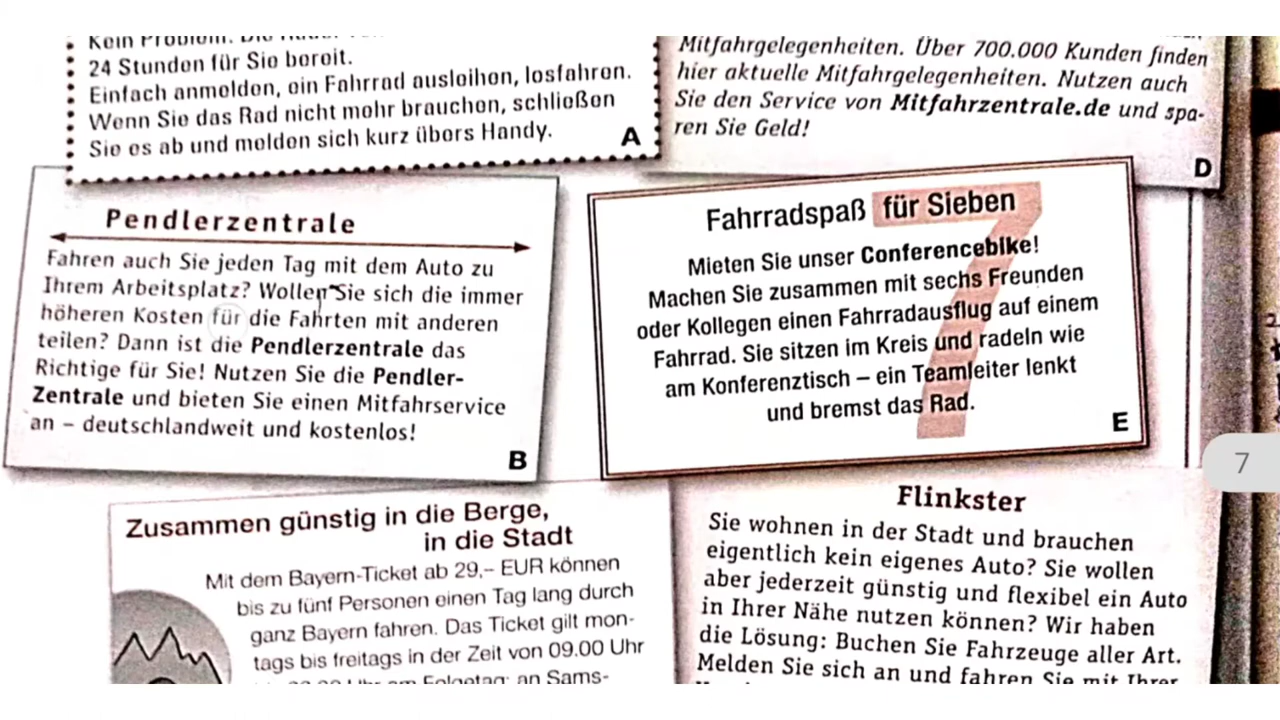 Kein Problem. Die Räder
24 Stunden für Sie bereit.
Einfach anmelden, ein Fahrrad ausleihen, losfahren.
Wenn Sie das Rad nicht mehr brauchen, schließen
Sie es ab und melden sich kurz übers Handy.
A
Mitfahrgelegenheiten. Über 700.000 Kunden finden
hier aktuelle Mitfahrgelegenheiten. Nutzen auch
Sie den Service von Mitfahrzentrale.de und spa-
ren Sie Geld!
D
Pendlerzentrale
Fahren auch Sie jeden Tag mit dem Auto zu
Ihrem Arbeitsplatz? Wollen Sie sich die immer
höheren Kosten für die Fahrten mit anderen
teilen? Dann ist die Pendlerzentrale das
Richtige für Sie! Nutzen Sie die Pendler-
Zentrale und bieten Sie einen Mitfahrservice
an – deutschlandweit und kostenlos!
B
Fahrradspaß für Sieben
7
Mieten Sie unser Conferencebike!
Machen Sie zusammen mit sechs Freunden
oder Kollegen einen Fahrradausflug auf einem
Fahrrad. Sie sitzen im Kreis und radeln wie
am Konferenztisch – ein Teamleiter lenkt
und bremst das Rad.
E
7
Zusammen günstig in die Berge,
in die Stadt
Mit dem Bayern-Ticket ab 29,– EUR können
bis zu fünf Personen einen Tag lang durch
ganz Bayern fahren. Das Ticket gilt mon-
tags bis freitags in der Zeit von 09.00 Uhr
Uhr am Folgetag; an Sams-
Flinkster
Sie wohnen in der Stadt und brauchen
eigentlich kein eigenes Auto? Sie wollen
aber jederzeit günstig und flexibel ein Auto
in Ihrer Nähe nutzen können? Wir haben
die Lösung: Buchen Sie Fahrzeuge aller Art.
Melden Sie sich an und fahren Sie mit Ihrer